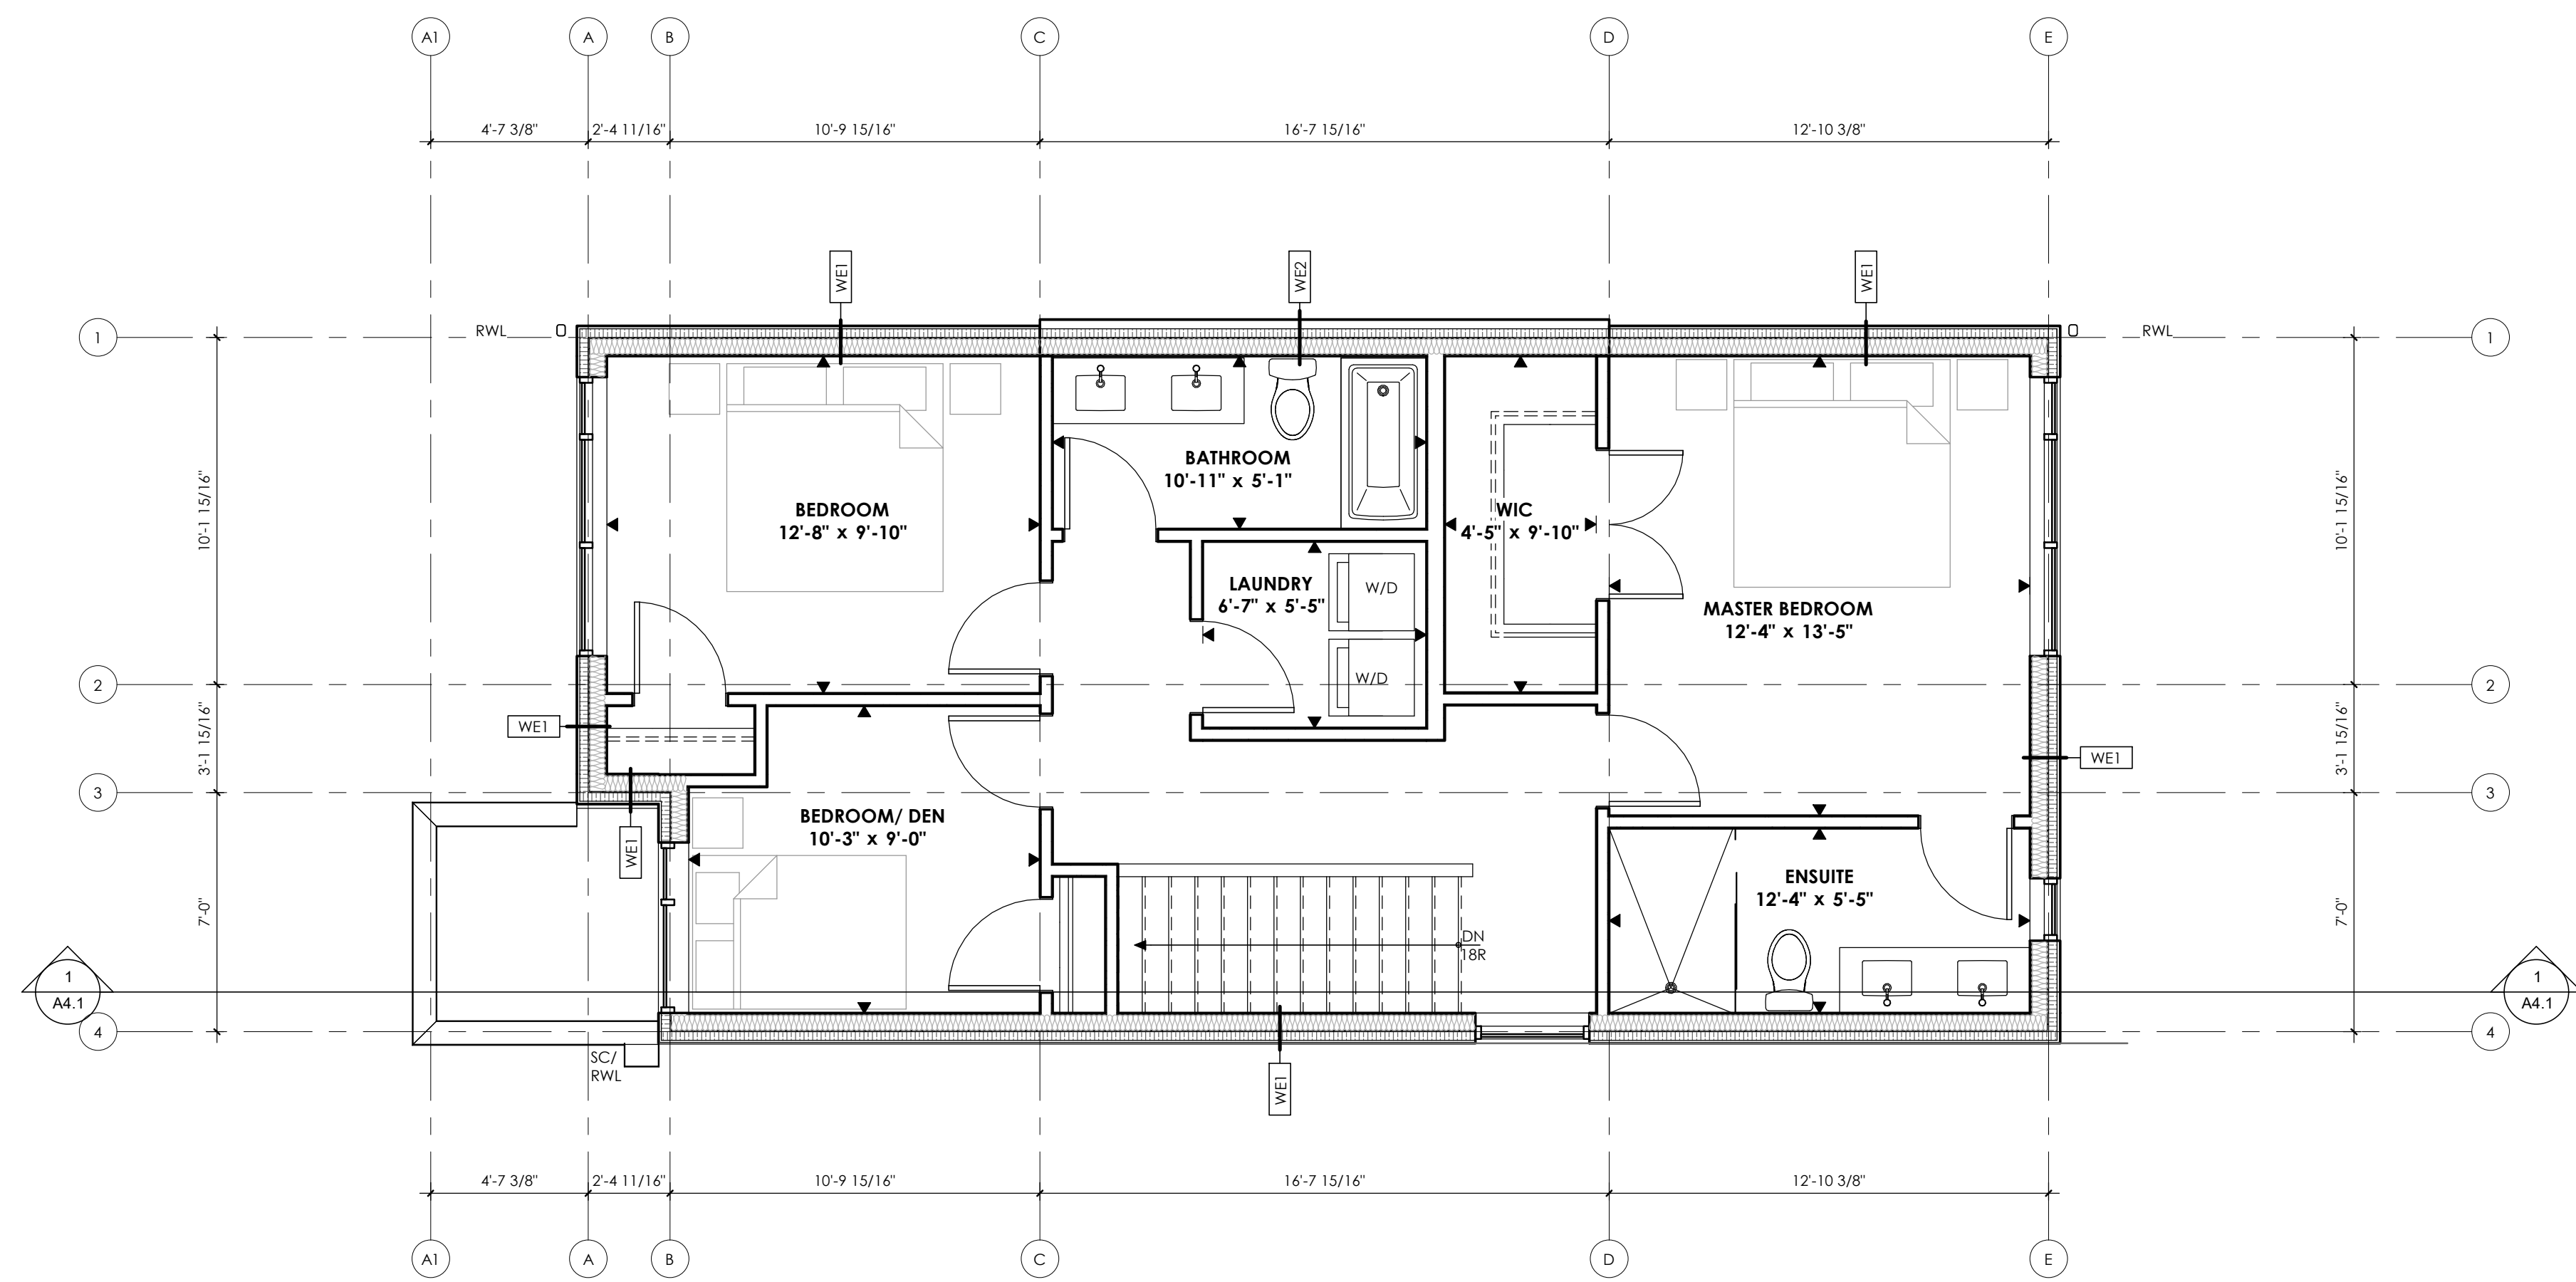 A1 A B C D E
4'-7 3/8" 2'-4 11/16" 10'-9 15/16" 16'-7 15/16" 12'-10 3/8"
WE1 WE2 WE1
1 RWL RWL 1
10'-1 15/16" 10'-1 15/16"
BATHROOM
10'-11" x 5'-1"
BEDROOM
12'-8" x 9'-10"
WIC
4'-5" x 9'-10"
LAUNDRY
6'-7" x 5'-5"
W/D
W/D
MASTER BEDROOM
12'-4" x 13'-5"
2 2
3'-1 15/16" 3'-1 15/16"
WE1 WE1
3 3
WE1
BEDROOM/ DEN
10'-3" x 9'-0"
ENSUITE
12'-4" x 5'-5"
7'-0" 7'-0"
DN
18R
1
A4.1
1
A4.1
4 4
SC/
RWL
WE1
4'-7 3/8" 2'-4 11/16" 10'-9 15/16" 16'-7 15/16" 12'-10 3/8"
A1 A B C D E